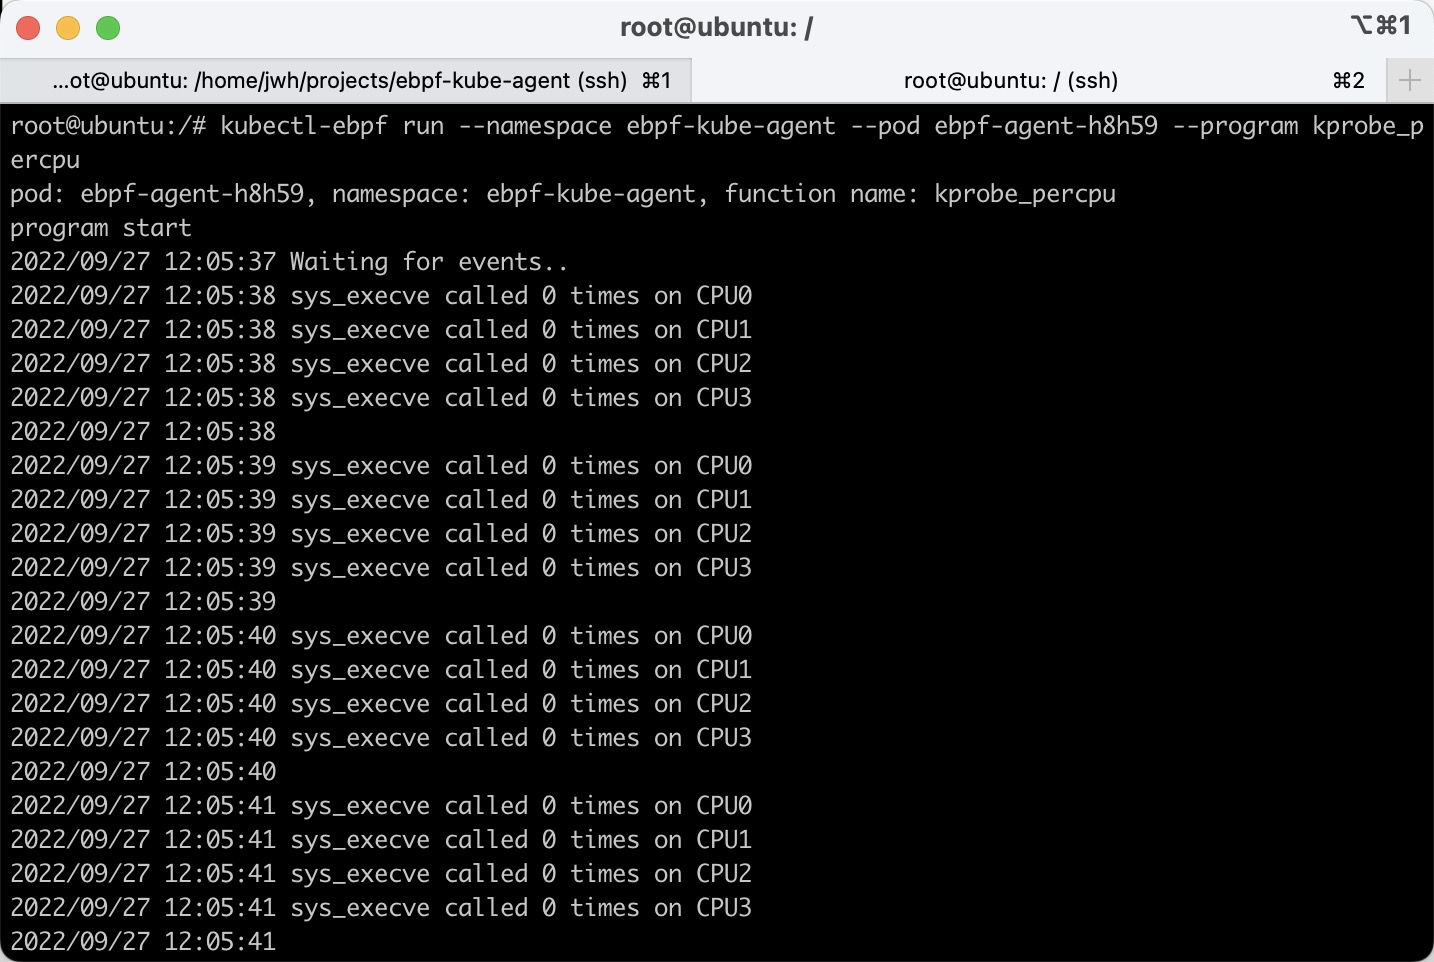 root@ubuntu: /
⌥⌘1
...ot@ubuntu: /home/jwh/projects/ebpf-kube-agent (ssh) ⌘1
root@ubuntu: / (ssh) ⌘2
root@ubuntu:/# kubectl-ebpf run --namespace ebpf-kube-agent --pod ebpf-agent-h8h59 --program kprobe_p
ercpu
pod: ebpf-agent-h8h59, namespace: ebpf-kube-agent, function name: kprobe_percpu
program start
2022/09/27 12:05:37 Waiting for events..
2022/09/27 12:05:38 sys_execve called 0 times on CPU0
2022/09/27 12:05:38 sys_execve called 0 times on CPU1
2022/09/27 12:05:38 sys_execve called 0 times on CPU2
2022/09/27 12:05:38 sys_execve called 0 times on CPU3
2022/09/27 12:05:38
2022/09/27 12:05:39 sys_execve called 0 times on CPU0
2022/09/27 12:05:39 sys_execve called 0 times on CPU1
2022/09/27 12:05:39 sys_execve called 0 times on CPU2
2022/09/27 12:05:39 sys_execve called 0 times on CPU3
2022/09/27 12:05:39
2022/09/27 12:05:40 sys_execve called 0 times on CPU0
2022/09/27 12:05:40 sys_execve called 0 times on CPU1
2022/09/27 12:05:40 sys_execve called 0 times on CPU2
2022/09/27 12:05:40 sys_execve called 0 times on CPU3
2022/09/27 12:05:40
2022/09/27 12:05:41 sys_execve called 0 times on CPU0
2022/09/27 12:05:41 sys_execve called 0 times on CPU1
2022/09/27 12:05:41 sys_execve called 0 times on CPU2
2022/09/27 12:05:41 sys_execve called 0 times on CPU3
2022/09/27 12:05:41